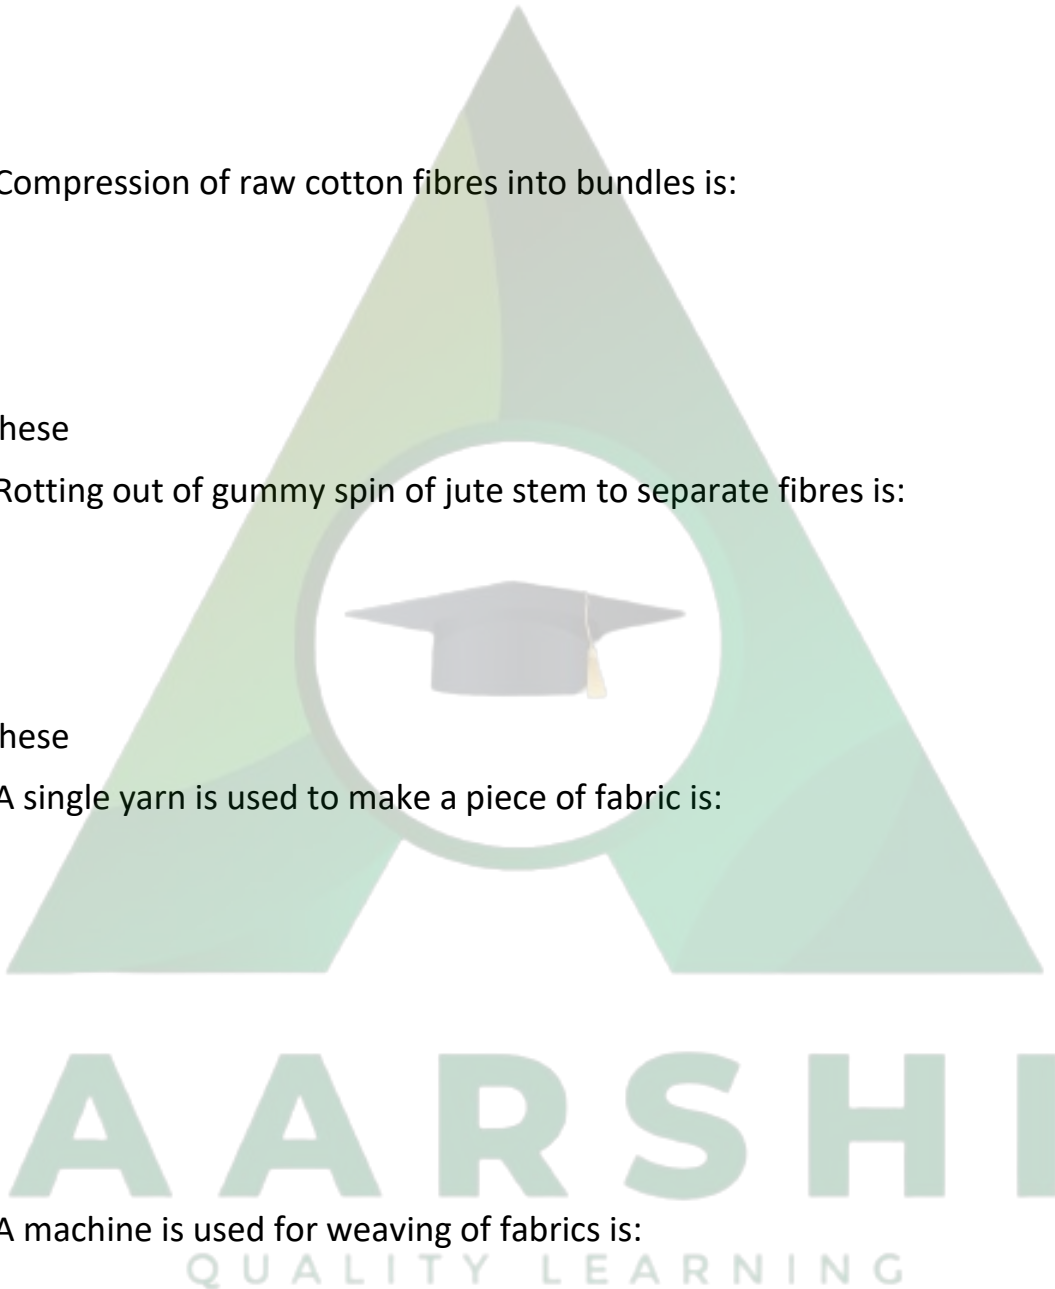 Compression of raw cotton fibres into bundles is:
hese
Rotting out of gummy spin of jute stem to separate fibres is:
hese
A single yarn is used to make a piece of fabric is:
AARSHI
A machine is used for weaving of fabrics is:
QUALITY LEARNING